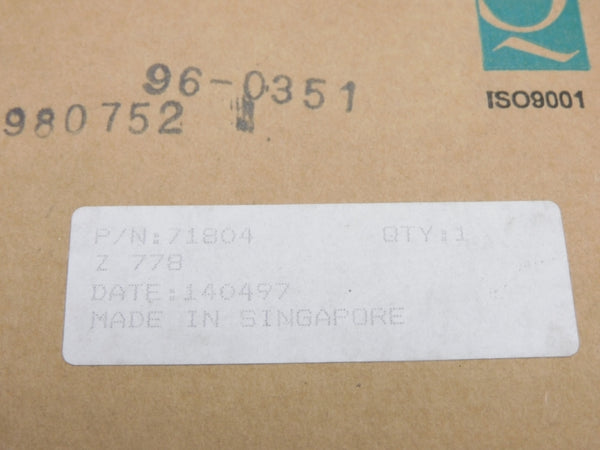 ISO9001
96-0351
980752
P/N:71804 QTY:1
Z 778
DATE:140497
MADE IN SINGAPORE